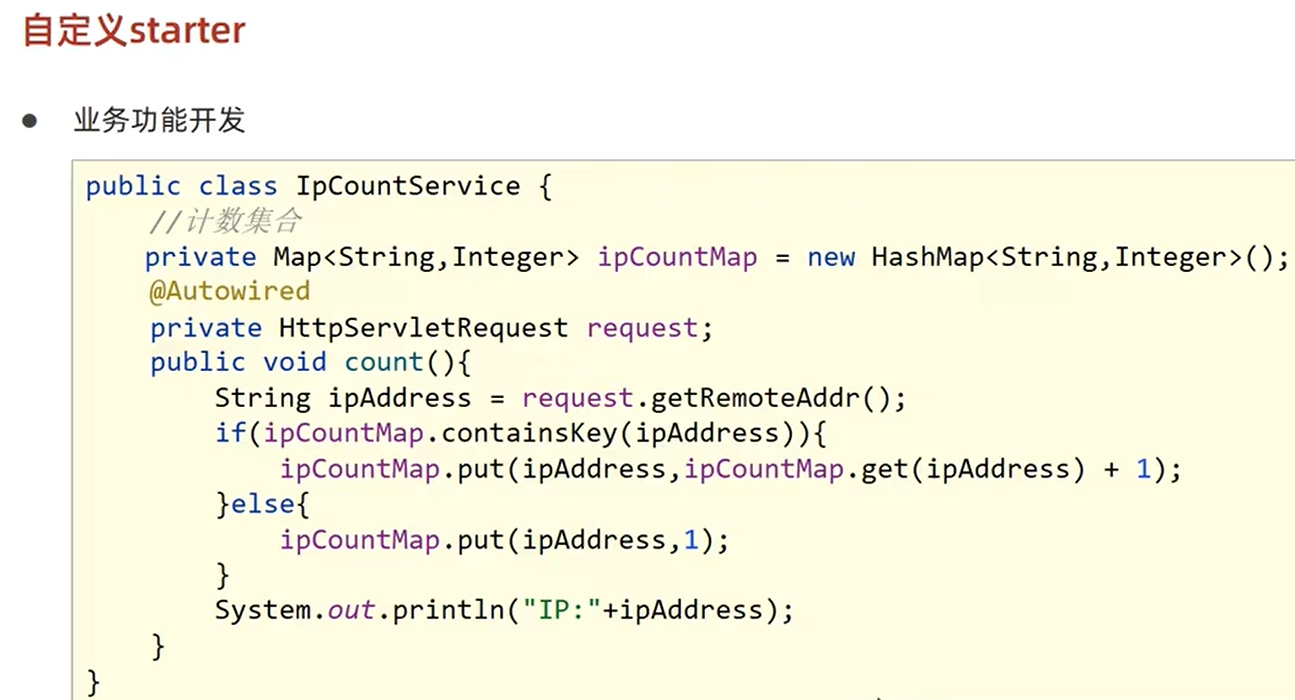 自定义starter
● 业务功能开发
public class IpCountService {
//计数集合
private Map<String,Integer> ipCountMap = new HashMap<String,Integer>();
@Autowired
private HttpServletRequest request;
public void count(){
String ipAddress = request.getRemoteAddr();
if(ipCountMap.containsKey(ipAddress)){
ipCountMap.put(ipAddress,ipCountMap.get(ipAddress) + 1);
}else{
ipCountMap.put(ipAddress,1);
}
System.out.println("IP:"+ipAddress);
}
}